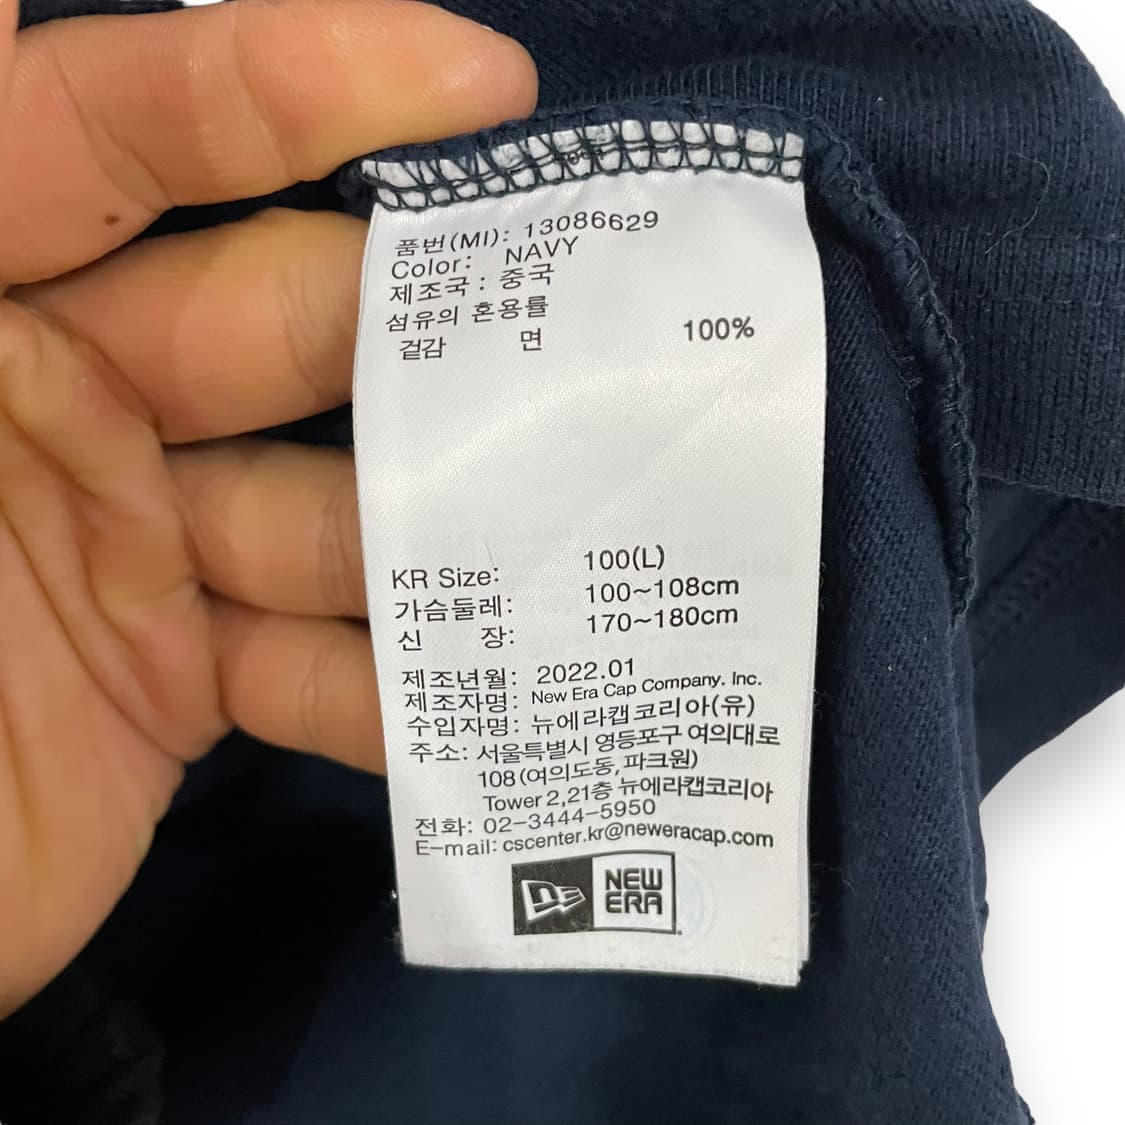 품번(MI): 13086629
Color: NAVY
제조국 : 중국
섬유의 혼용률
겉감 면 100%
KR Size: 100(L)
가슴둘레: 100~108cm
신 장: 170~180cm
제조년월: 2022.01
제조자명: New Era Cap Company. Inc.
수입자명: 뉴에라캡코리아(유)
주소: 서울특별시 영등포구 여의대로
108(여의도동, 파크원)
Tower 2,21층 뉴에라캡코리아
전화: 02-3444-5950
E-mail: cscenter.kr@neweracap.com
NEW
ERA